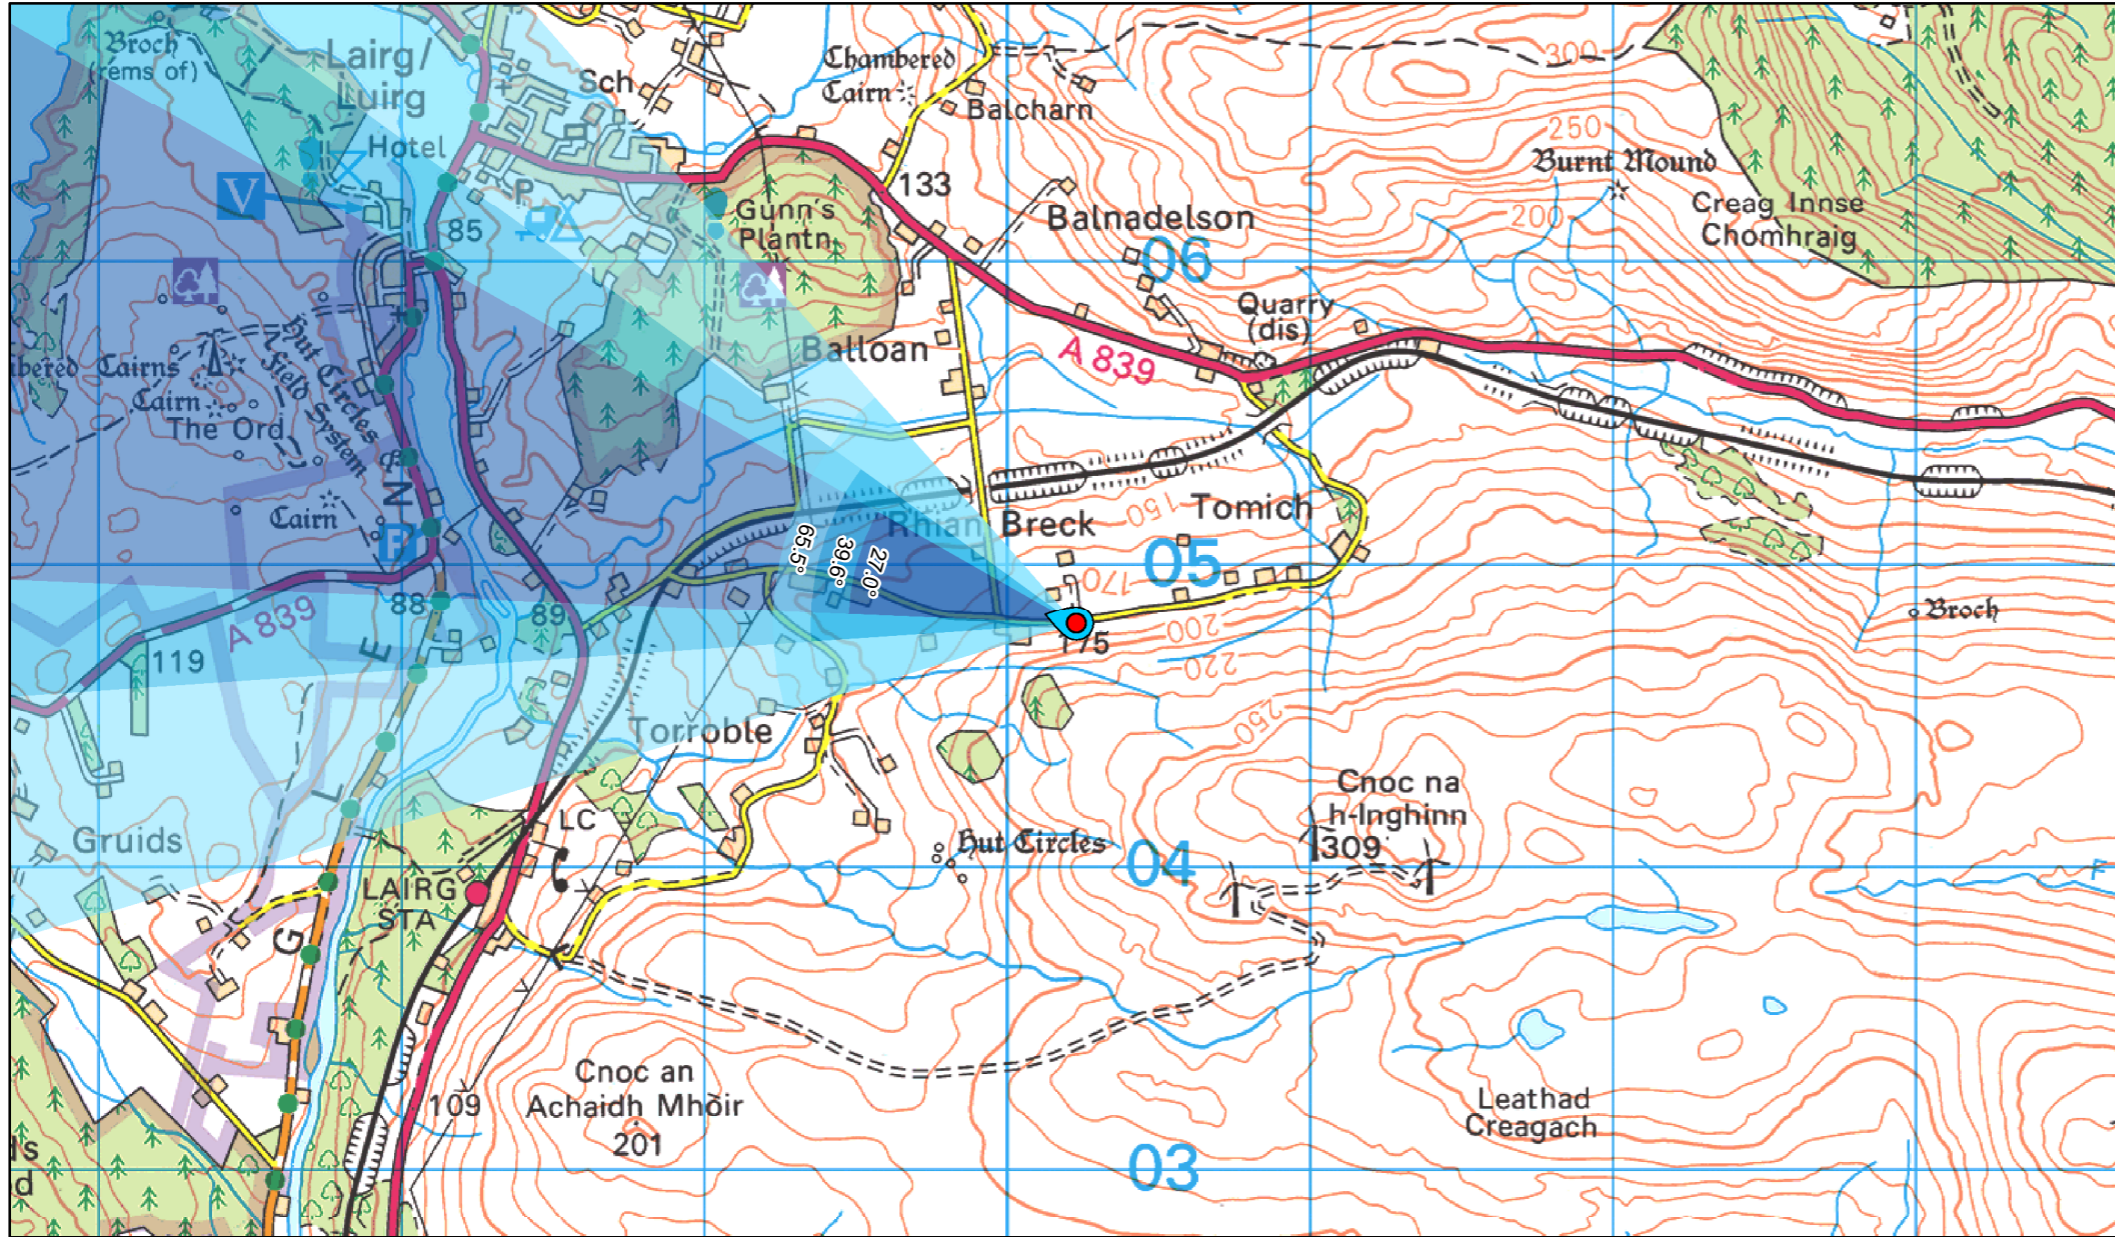 Broch
(rems of)
Lairg/
Luirg
Sch
Chambered
Cairn
Balcharn
300
250
Burnt Mound
Creag Innse
Chomhraig
Hotel
V
P
133
200
85
Gunn's
Plantn
Balnadelson
06
Quarry
(dis)
bered Cairns
Hut Circles
Field System
Cairn
The Ord
Balloan
A 839
Cairn
N
P
Rhian Breck
150
Tomich
65.5°
39.6°
27.0°
170
05
88
89
A 839
Broch
175
200
119
E
220
Torroble
250
L
Gruids
LC
Cnoc na
h-Inghinn
309
Hut Circles
04
F
LAIRG
STA
G
Cnoc an
Achaidh Mhòir
201
109
Leathad
Creagach
03
ds
d